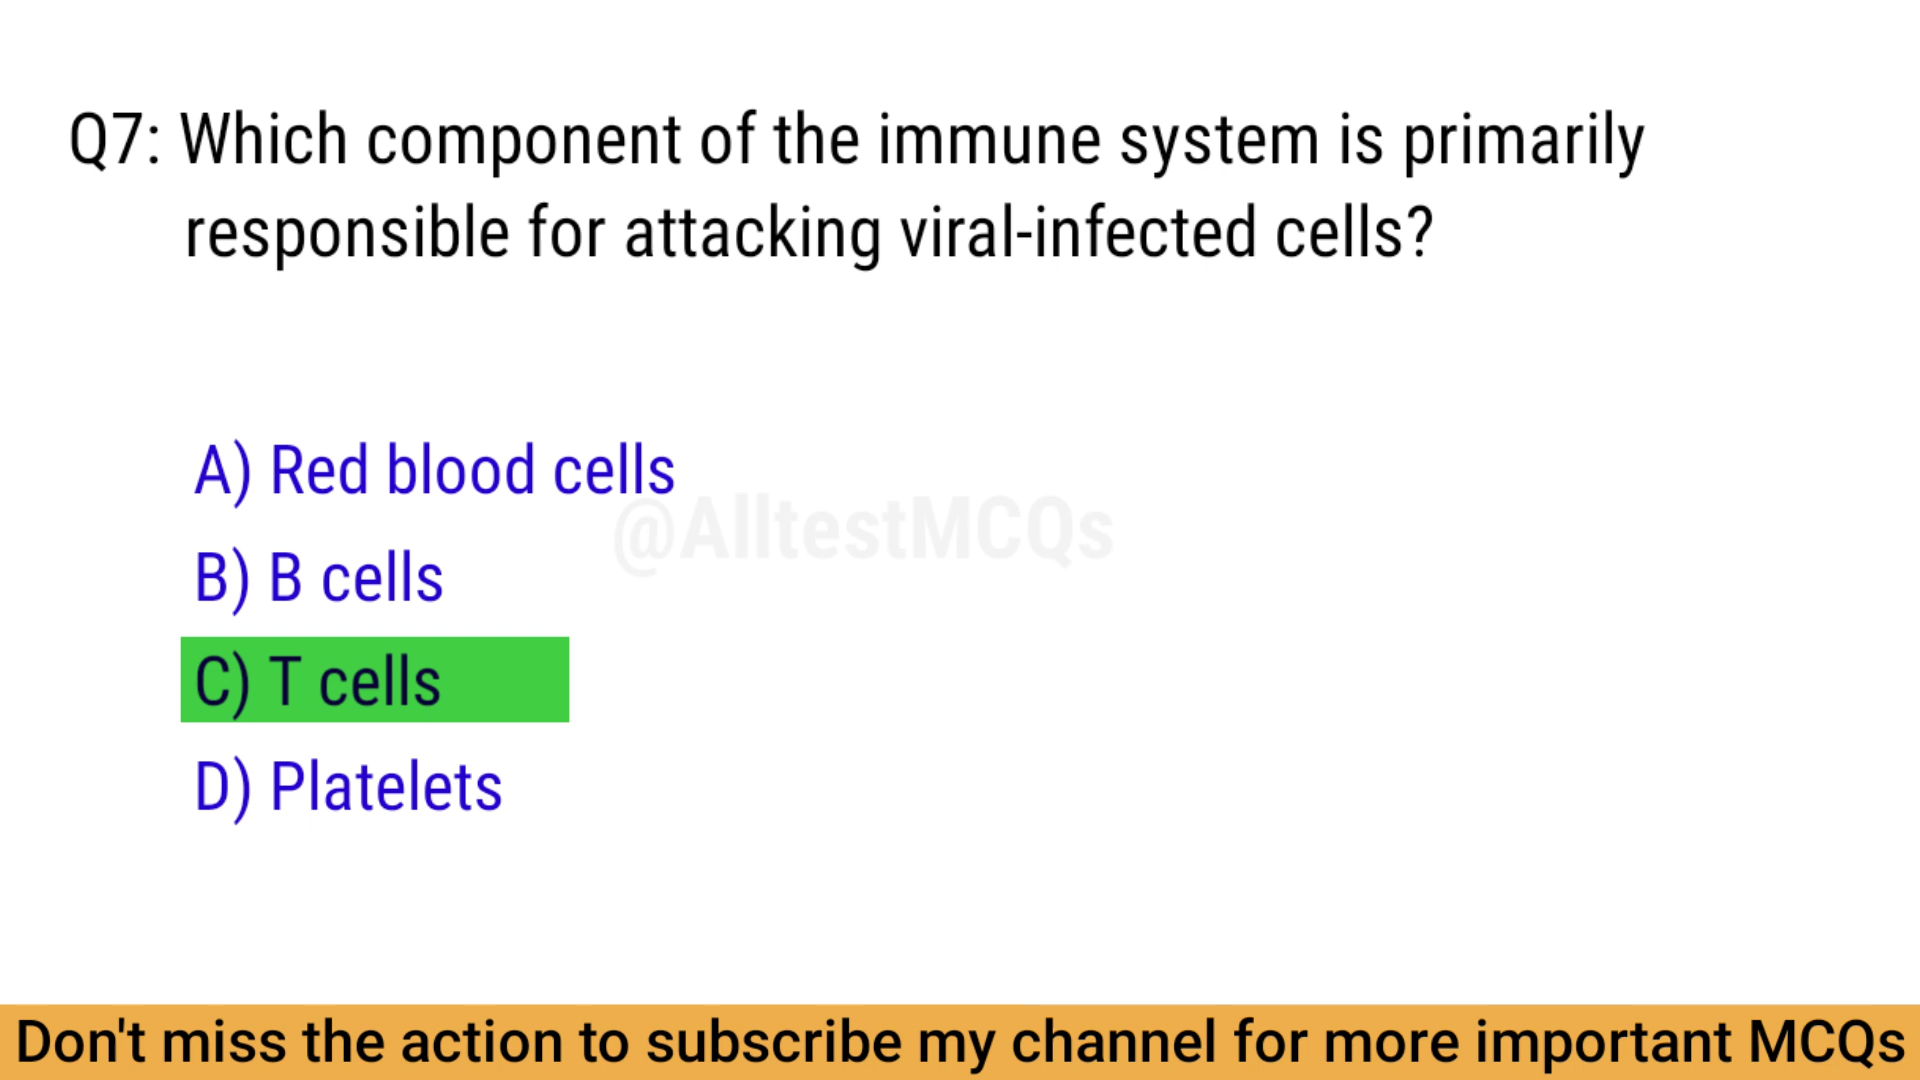 Q7: Which component of the immune system is primarily
responsible for attacking viral-infected cells?
A) Red blood cells
@AlltestMCQs
B) B cells
C) T cells
D) Platelets
Don't miss the action to subscribe my channel for more important MCQs